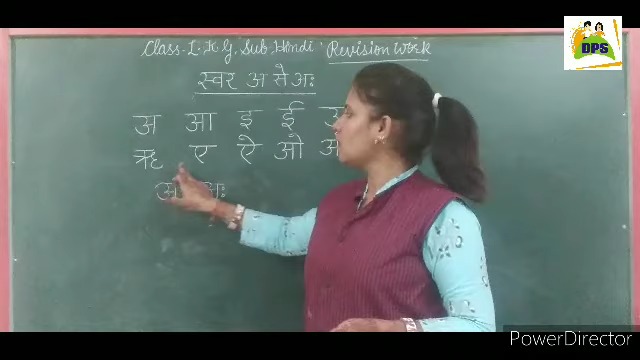 Class- L. K. G. Sub Hindi. Revision work
स्वर अ से अः
अ आ इ ई
ऋ ए ऐ ओ
अः
DPS
PowerDirector